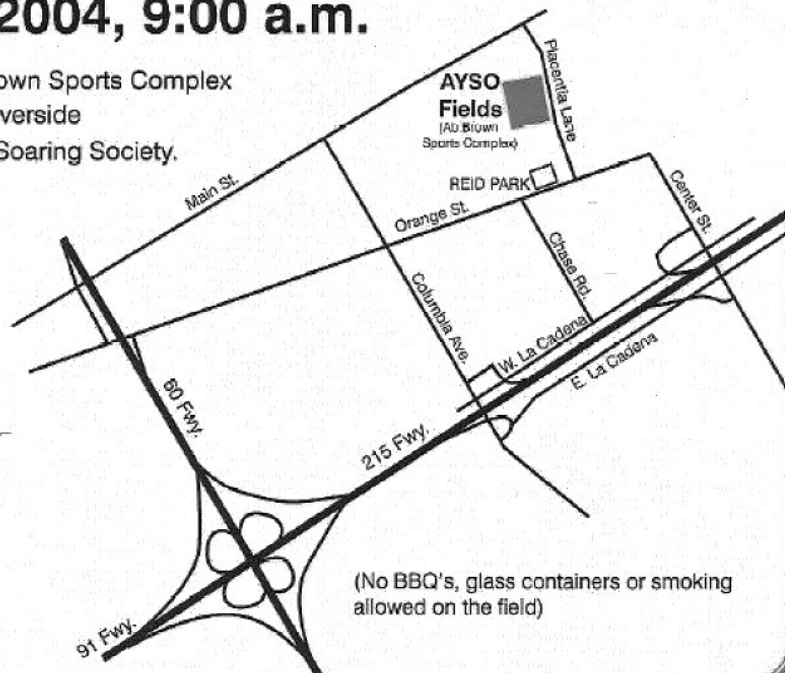 2004, 9:00 a.m.
own Sports Complex
verside
Soaring Society.
AYSO
Fields
(Ab Brown
Sports Complex)
Placentia Lane
REID PARK
Main St.
Orange St.
Center St.
Chase Rd.
Columbia Ave.
W. La Cadena
E. La Cadena
60 Fwy.
215 Fwy.
91 Fwy.
(No BBQ's, glass containers or smoking
allowed on the field)